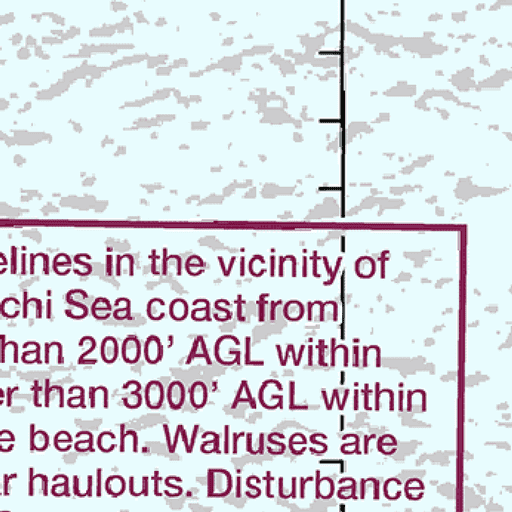 elines in the vicinity of
chi Sea coast from
han 2000' AGL within
er than 3000' AGL within
e beach. Walruses are
r haulouts. Disturbance